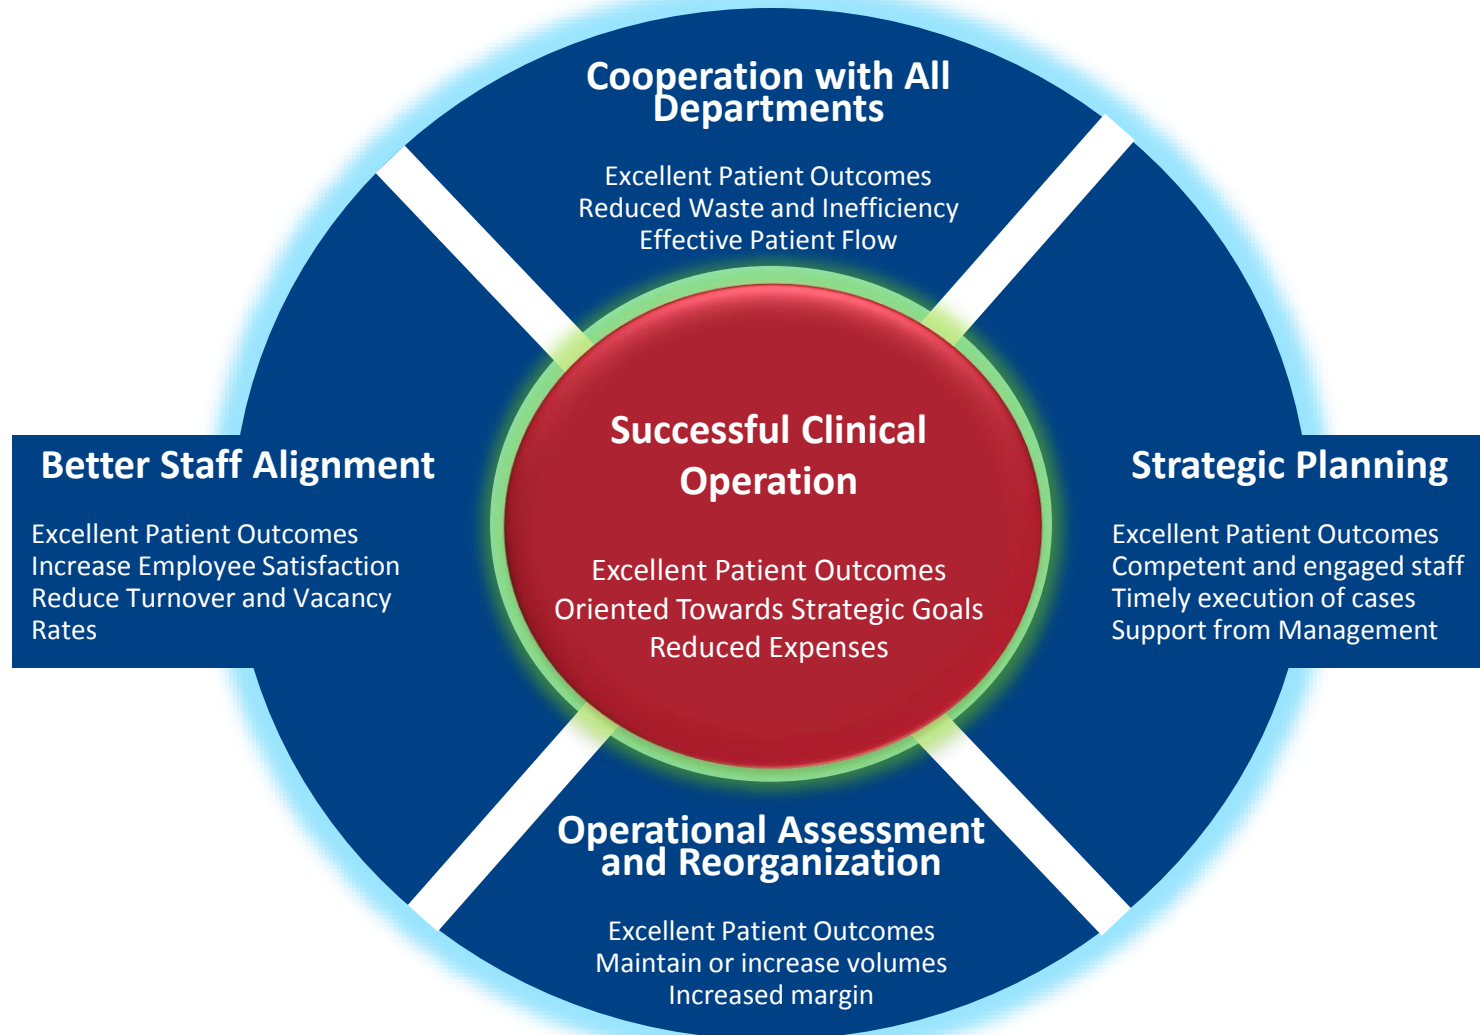 Cooperation with All
Departments
Excellent Patient Outcomes
Reduced Waste and Inefficiency
Effective Patient Flow
Better Staff Alignment
Excellent Patient Outcomes
Increase Employee Satisfaction
Reduce Turnover and Vacancy
Rates
Successful Clinical
Operation
Excellent Patient Outcomes
Oriented Towards Strategic Goals
Reduced Expenses
Strategic Planning
Excellent Patient Outcomes
Competent and engaged staff
Timely execution of cases
Support from Management
Operational Assessment
and Reorganization
Excellent Patient Outcomes
Maintain or increase volumes
Increased margin